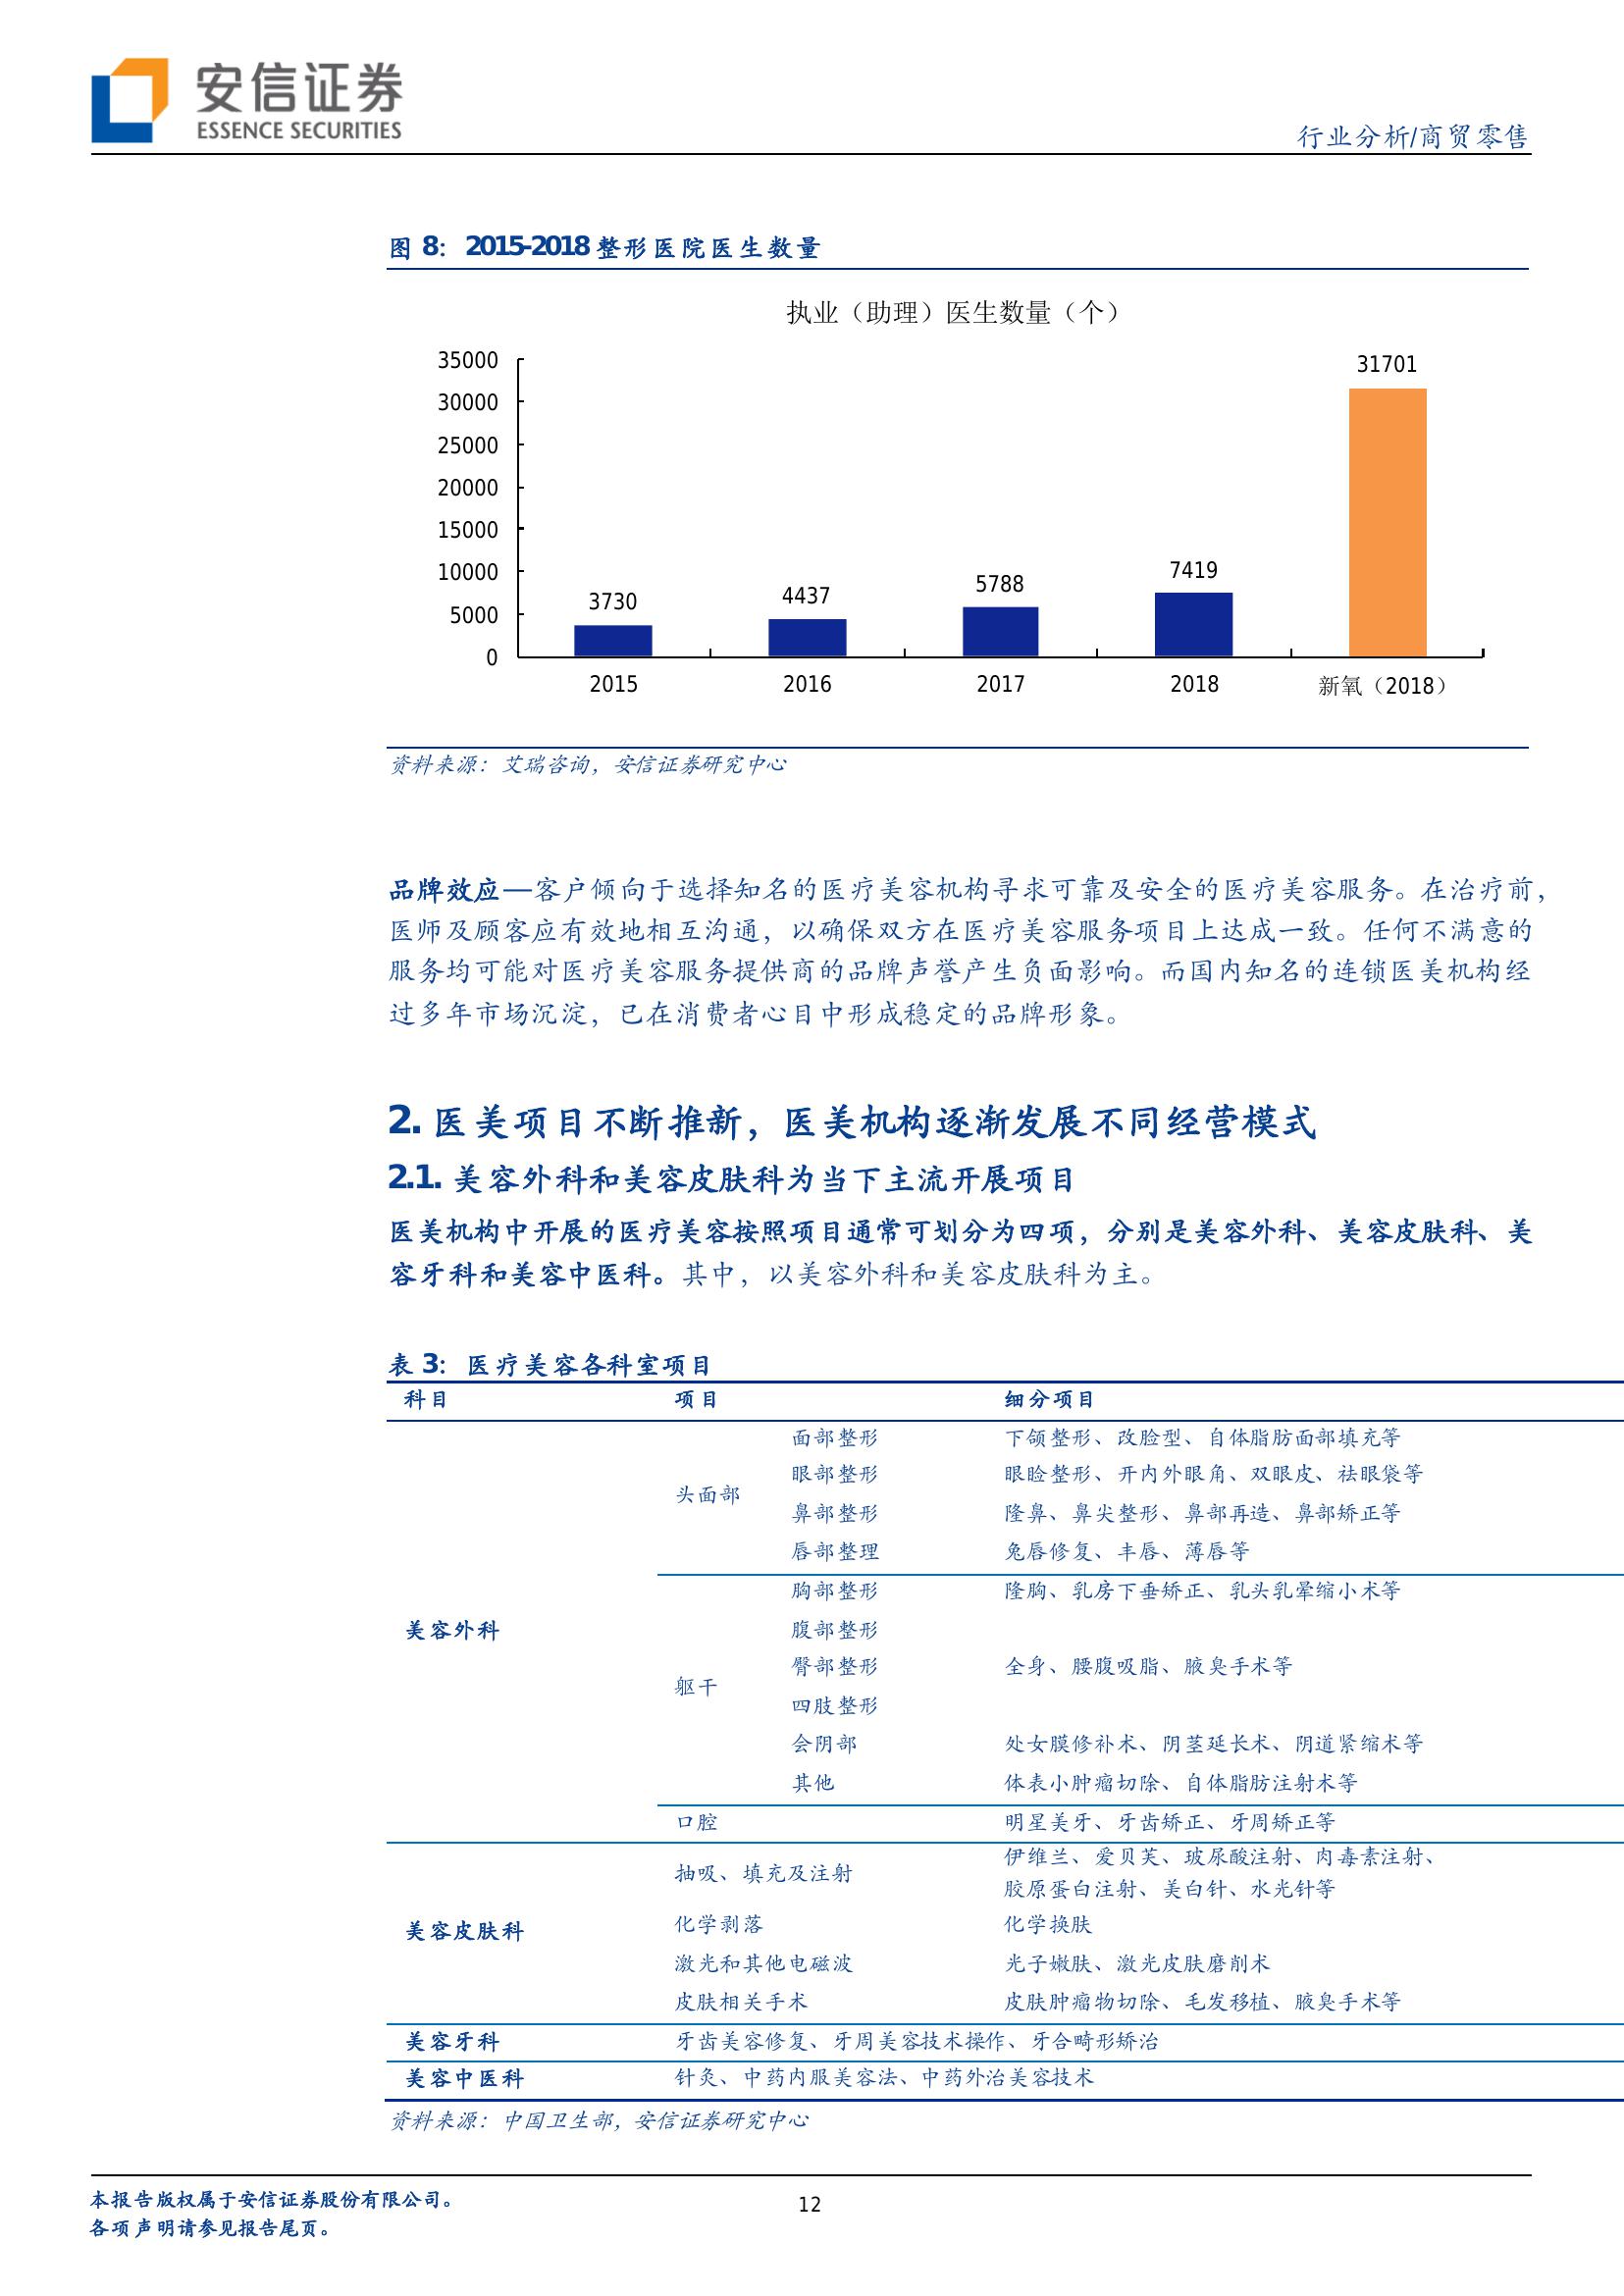 安信证券
ESSENCE SECURITIES
行业分析/商贸零售
图 8：2015-2018 整形医院医生数量
执业（助理）医生数量（个）
35000
30000
25000
20000
15000
10000
5000
0
3730
4437
5788
7419
31701
2015
2016
2017
2018
新氧（2018）
资料来源：艾瑞咨询，安信证券研究中心
品牌效应—客户倾向于选择知名的医疗美容机构寻求可靠及安全的医疗美容服务。在治疗前，
医师及顾客应有效地相互沟通，以确保双方在医疗美容服务项目上达成一致。任何不满意的
服务均可能对医疗美容服务提供商的品牌声誉产生负面影响。而国内知名的连锁医美机构经
过多年市场沉淀，已在消费者心目中形成稳定的品牌形象。
2. 医美项目不断推新，医美机构逐渐发展不同经营模式
2.1. 美容外科和美容皮肤科为当下主流开展项目
医美机构中开展的医疗美容按照项目通常可划分为四项，分别是美容外科、美容皮肤科、美
容牙科和美容中医科。其中，以美容外科和美容皮肤科为主。
表 3：医疗美容各科室项目
科目 项目 细分项目
美容外科
头面部
面部整形 下颌整形、改脸型、自体脂肪面部填充等
眼部整形 眼睑整形、开内外眼角、双眼皮、祛眼袋等
鼻部整形 隆鼻、鼻尖整形、鼻部再造、鼻部矫正等
唇部整理 兔唇修复、丰唇、薄唇等
躯干
胸部整形 隆胸、乳房下垂矫正、乳头乳晕缩小术等
腹部整形
臀部整形 全身、腰腹吸脂、腋臭手术等
四肢整形
会阴部 处女膜修补术、阴茎延长术、阴道紧缩术等
其他 体表小肿瘤切除、自体脂肪注射术等
口腔 明星美牙、牙齿矫正、牙周矫正等
美容皮肤科
抽吸、填充及注射 伊维兰、爱贝芙、玻尿酸注射、肉毒素注射、
胶原蛋白注射、美白针、水光针等
化学剥落 化学换肤
激光和其他电磁波 光子嫩肤、激光皮肤磨削术
皮肤相关手术 皮肤肿瘤物切除、毛发移植、腋臭手术等
美容牙科 牙齿美容修复、牙周美容技术操作、牙合畸形矫治
美容中医科 针灸、中药内服美容法、中药外治美容技术
资料来源：中国卫生部，安信证券研究中心
本报告版权属于安信证券股份有限公司。
各项声明请参见报告尾页。
12